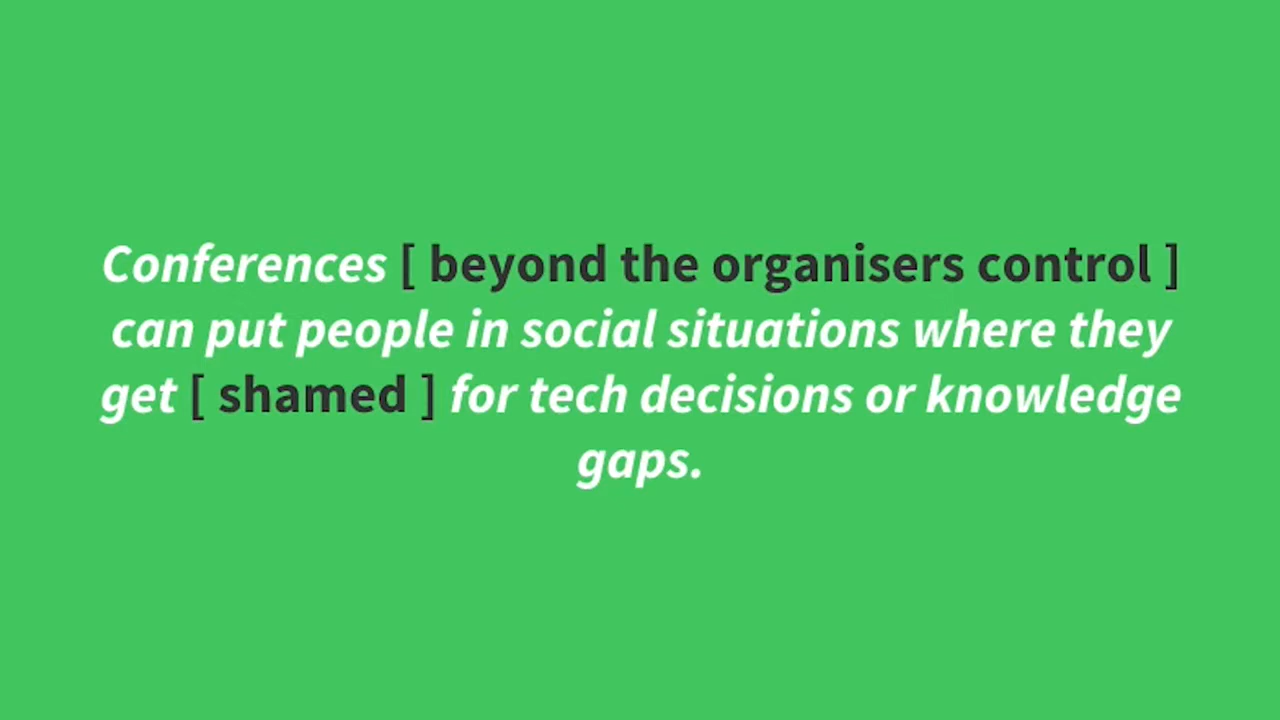 Conferences [ beyond the organisers control ]
can put people in social situations where they
get [ shamed ] for tech decisions or knowledge
gaps.